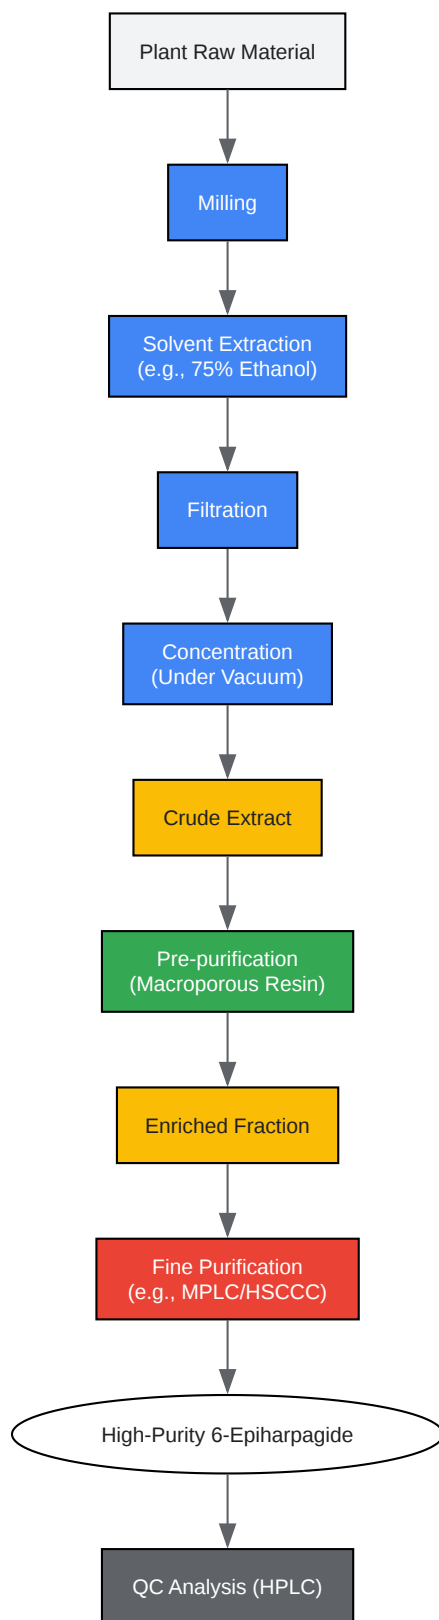 Plant Raw Material
Milling
Solvent Extraction
(e.g., 75% Ethanol)
Filtration
Concentration
(Under Vacuum)
Crude Extract
Pre-purification
(Macroporous Resin)
Enriched Fraction
Fine Purification
(e.g., MPLC/HSCCC)
High-Purity 6-Epiharpagide
QC Analysis (HPLC)